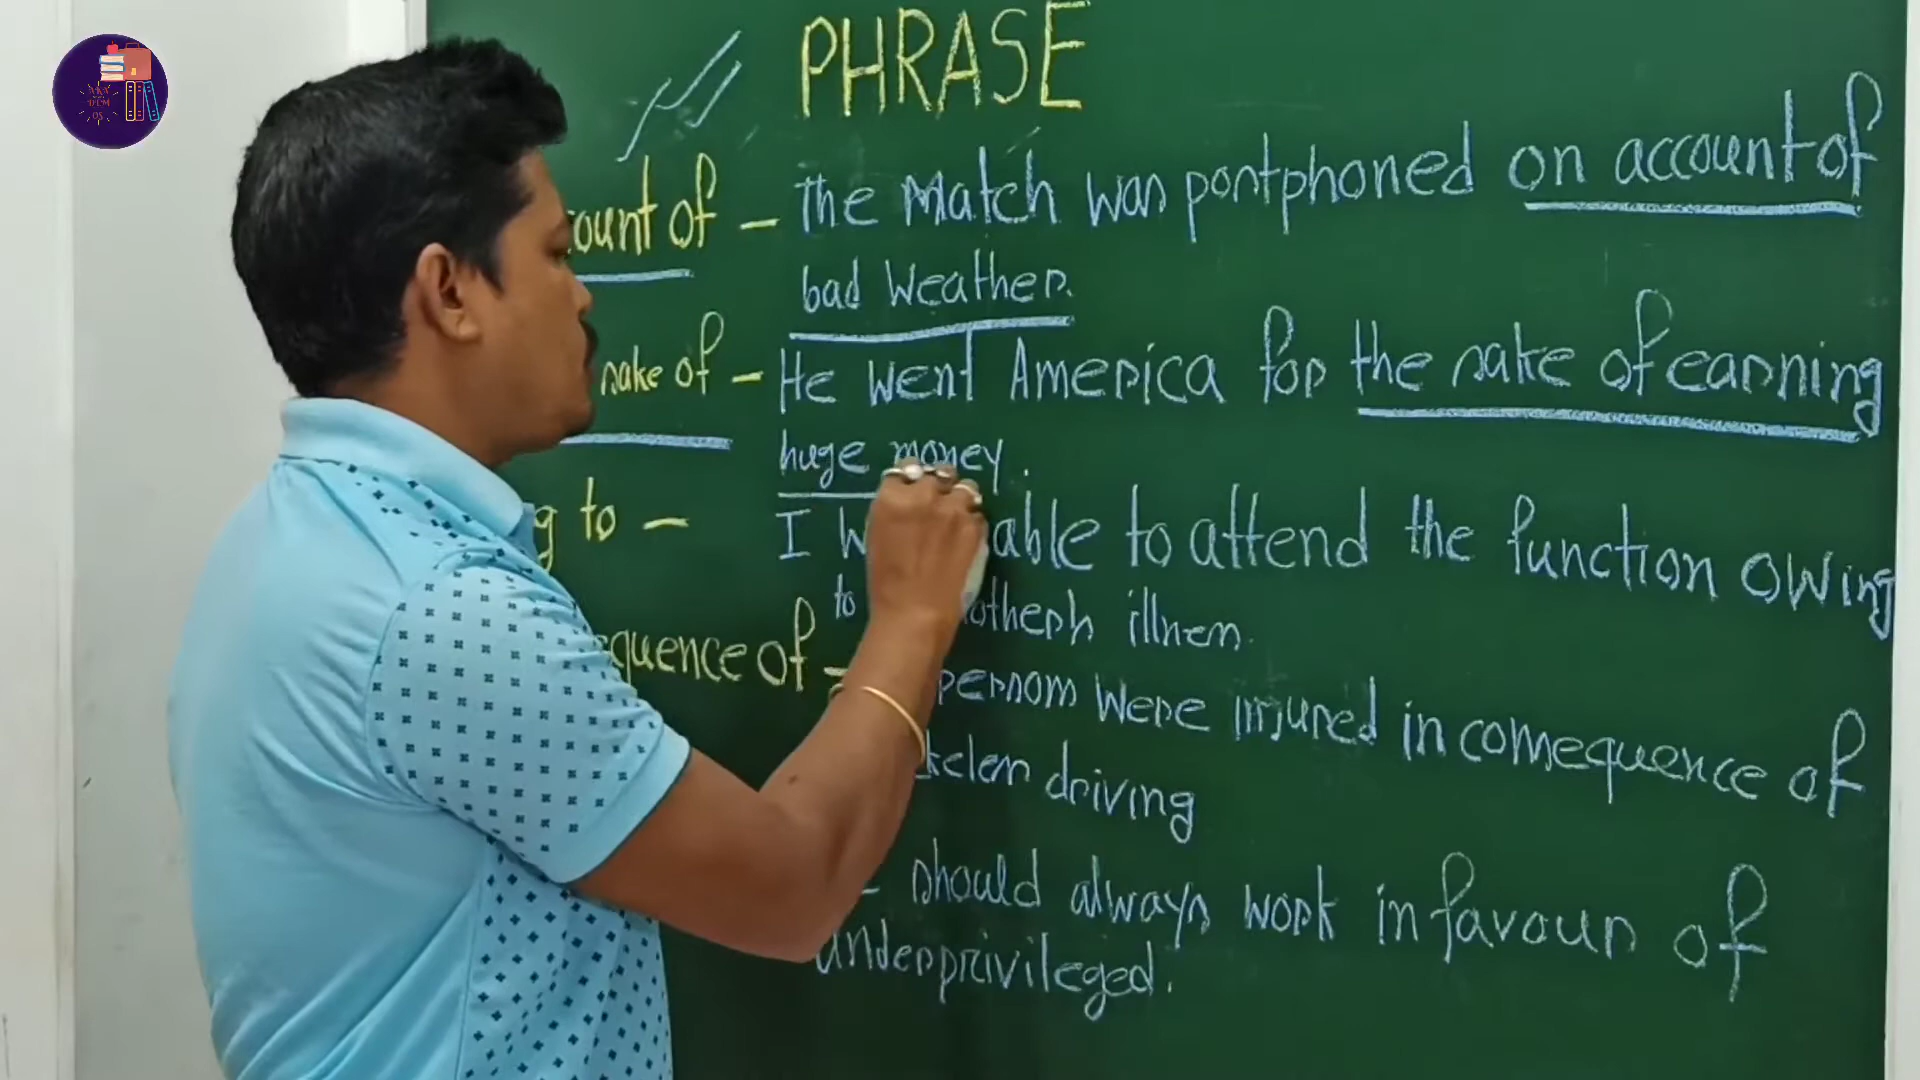 PHRASE
count of - The Match was postphoned on account of
bad Weather.
sake of - He went America for the sake of earning
huge money.
g to - I able to attend the function owing
to illness.
equence of - persons were injured in consequence of
driving
should always work in favour of
underprivileged.